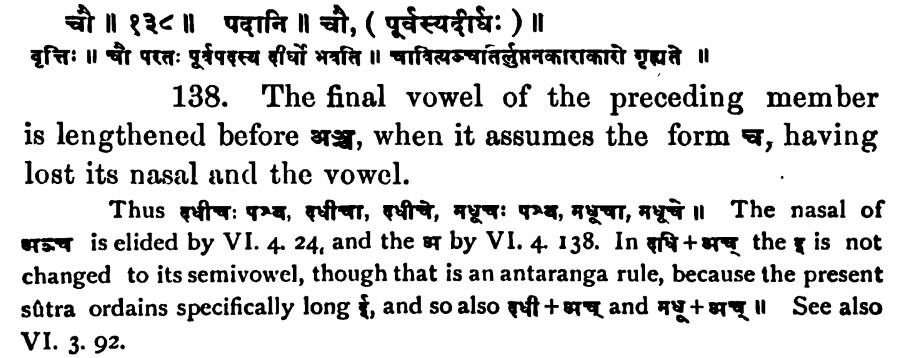 चौ ॥ १३८ ॥ पदानि ॥ चौ, ( पूर्वस्यदीर्घः ) ॥
वृत्तिः ॥ चौ परतः पूर्वपदस्य दीर्घो भवति ॥ चावित्यञ्चतिर्लुप्तनकाराकारो गृह्यते ॥
138. The final vowel of the preceding member
is lengthened before अञ्च, when it assumes the form च, having
lost its nasal and the vowel.
Thus दधीचः पश्य, दधीचा, दधीचे, मधूचः पश्य, मधूचा, मधूचे ॥ The nasal of
अञ्च is elided by VI. 4. 24, and the अ by VI. 4. 138. In दधि + अच् the इ is not
changed to its semivowel, though that is an antaranga rule, because the present
sûtra ordains specifically long ई, and so also दधी + अच् and मधू + अच् ॥ See also
VI. 3. 92.